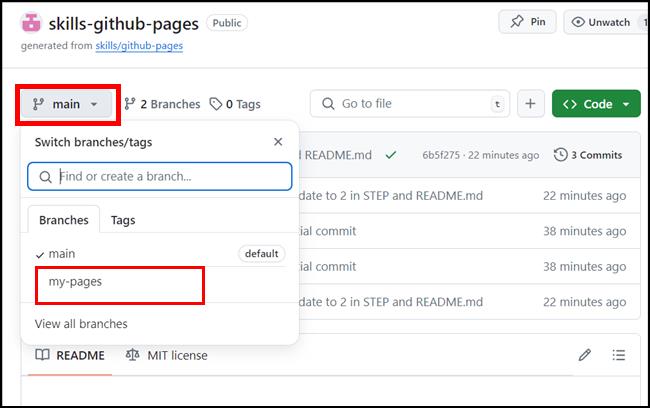 skills-github-pages Public Pin Unwatch 1
generated from skills/github-pages
main 2 Branches 0 Tags Go to file t Code
Switch branches/tags
README.md 6b5f275 · 22 minutes ago 3 Commits
Find or create a branch...
date to 2 in STEP and README.md 22 minutes ago
Branches Tags
ial commit 38 minutes ago
main default
ial commit 38 minutes ago
my-pages
date to 2 in STEP and README.md 22 minutes ago
View all branches
README MIT license